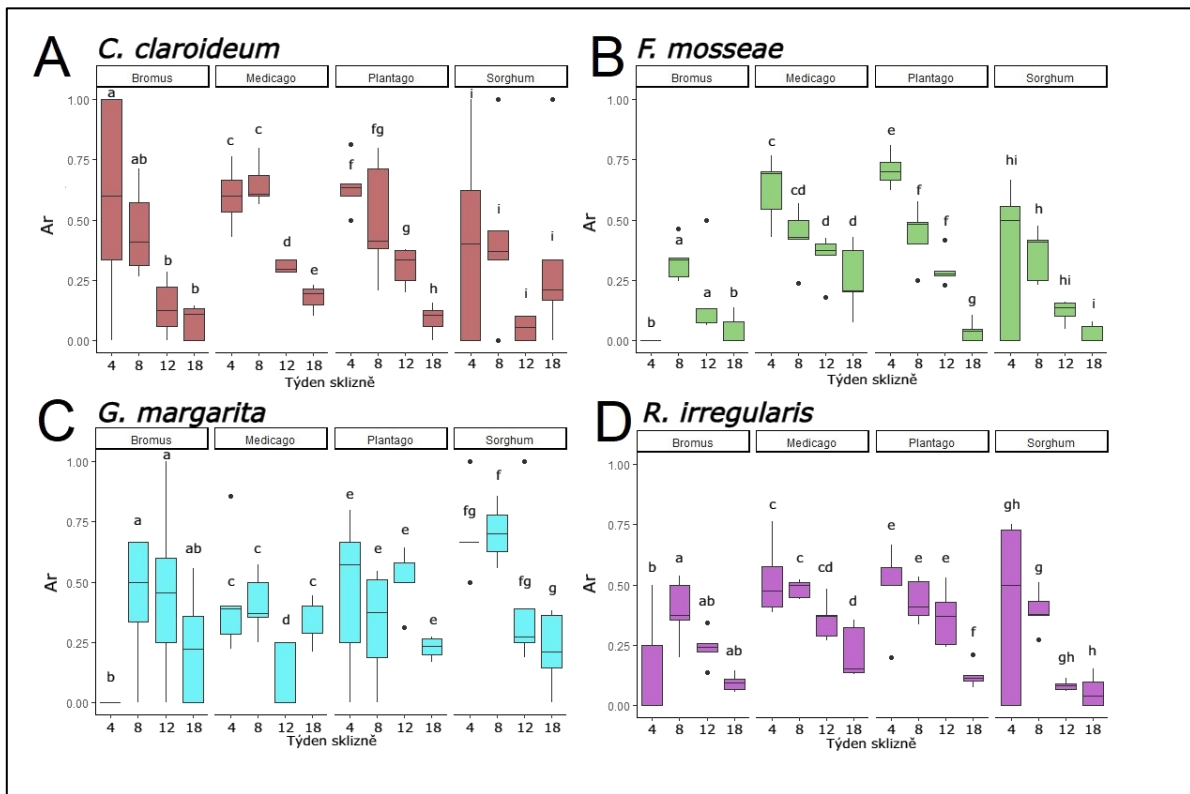 A C. claroideum
Bromus Medicago Plantago Sorghum
a
ab
b
b
c
c
d
e
f
fg
g
h
i
i
i
i
1.00
0.75
0.50
0.25
0.00
Ar
4 8 12 18 4 8 12 18 4 8 12 18 4 8 12 18
Týden sklizně
B F. mosseae
Bromus Medicago Plantago Sorghum
b
a
a
b
c
cd
d
d
e
f
f
g
hi
h
hi
i
1.00
0.75
0.50
0.25
0.00
Ar
4 8 12 18 4 8 12 18 4 8 12 18 4 8 12 18
Týden sklizně
C G. margarita
Bromus Medicago Plantago Sorghum
b
a
a
ab
c
c
d
c
e
e
e
e
fg
f
fg
g
1.00
0.75
0.50
0.25
0.00
Ar
4 8 12 18 4 8 12 18 4 8 12 18 4 8 12 18
Týden sklizně
D R. irregularis
Bromus Medicago Plantago Sorghum
b
a
ab
ab
c
c
cd
d
e
e
e
f
gh
g
gh
h
1.00
0.75
0.50
0.25
0.00
Ar
4 8 12 18 4 8 12 18 4 8 12 18 4 8 12 18
Týden sklizně